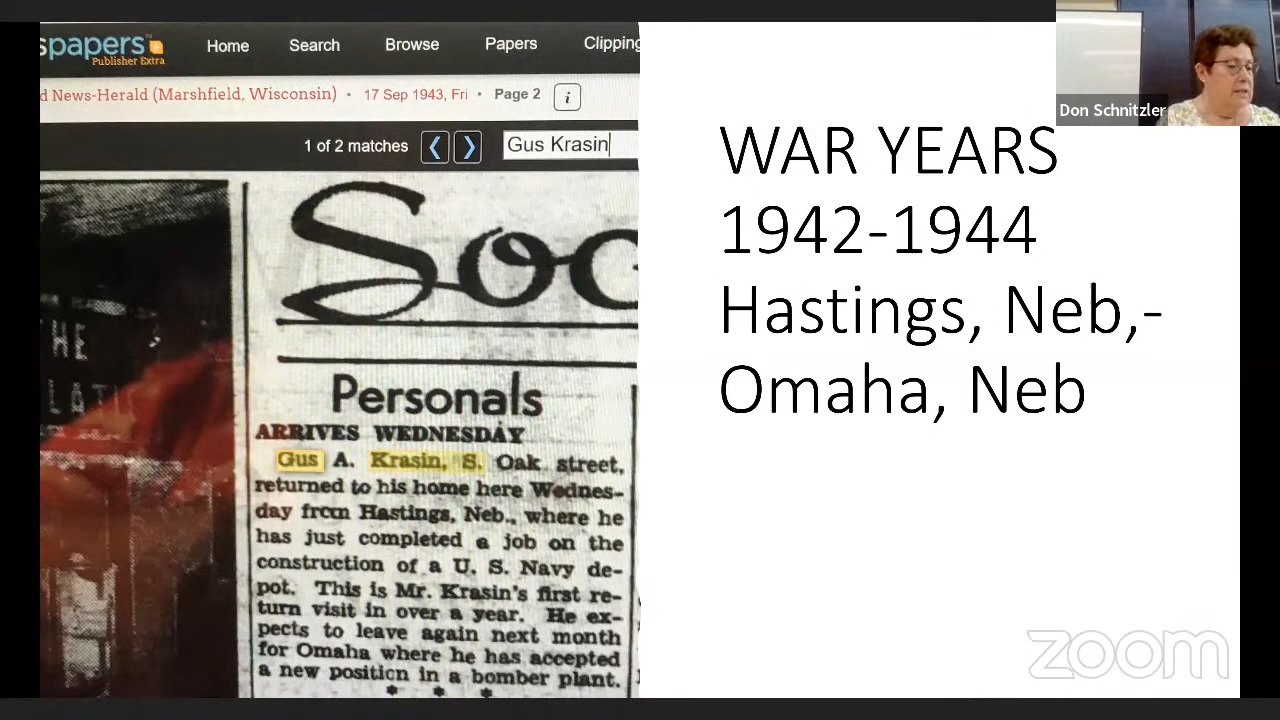 spapers
Publisher Extra
Home Search Browse Papers Clipping
d News-Herald (Marshfield, Wisconsin) • 17 Sep 1943, Fri • Page 2 i
1 of 2 matches Gus Krasin
THE
LAT
Soc
Personals
ARRIVES WEDNESDAY
Gus A. Krasin, S. Oak street,
returned to his home here Wednes-
day from Hastings, Neb., where he
has just completed a job on the
construction of a U. S. Navy de-
pot. This is Mr. Krasin's first re-
turn visit in over a year. He ex-
pects to leave again next month
for Omaha where he has accepted
a new position in a bomber plant.
* * *
WAR YEARS
1942-1944
Hastings, Neb,-
Omaha, Neb
Don Schnitzler
zoom